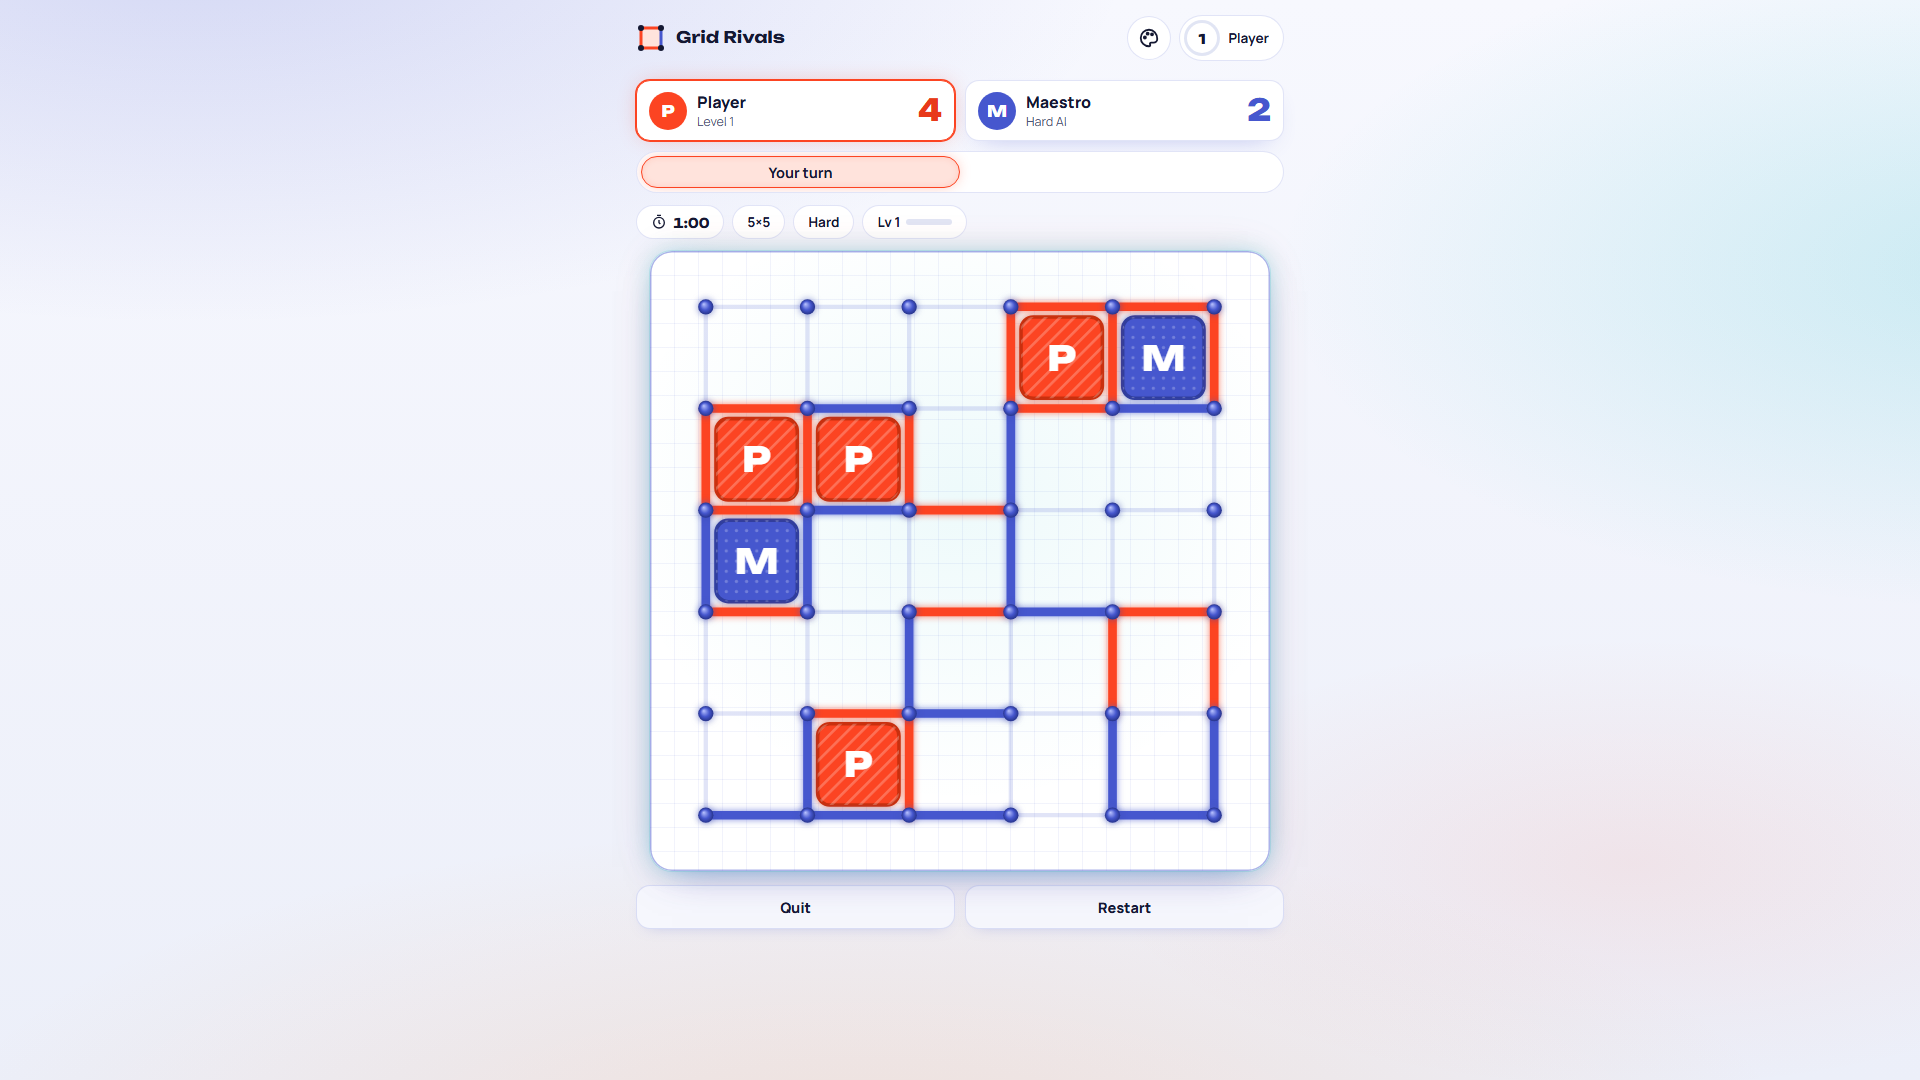 Grid Rivals
1 Player
P Player 4
Level 1
M Maestro 2
Hard AI
Your turn
1:00 5×5 Hard Lv 1
P M
P P
M
P
Quit Restart